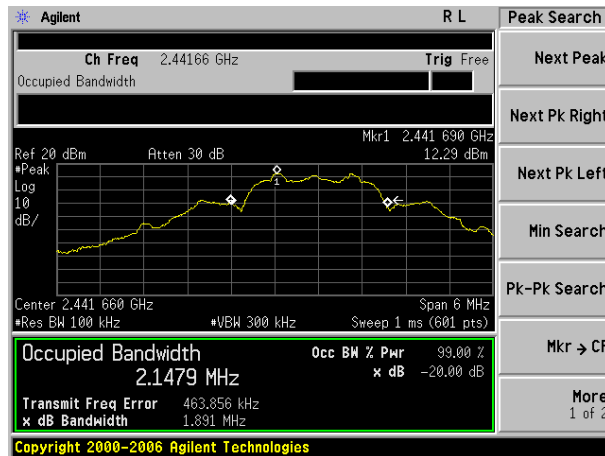 Agilent R L Peak Search
Ch Freq 2.44166 GHz Trig Free
Occupied Bandwidth
Next Peak
Next Pk Right
Next Pk Left
Min Search
Pk-Pk Search
Mkr → CF
More
1 of 2
Mkr1 2.441 690 GHz
Ref 20 dBm Atten 30 dB 12.29 dBm
#Peak
Log
10
dB/
1
Center 2.441 660 GHz Span 6 MHz
#Res BW 100 kHz #VBW 300 kHz Sweep 1 ms (601 pts)
Occupied Bandwidth Occ BW % Pwr 99.00 %
2.1479 MHz x dB -20.00 dB
Transmit Freq Error 463.856 kHz
x dB Bandwidth 1.891 MHz
Copyright 2000-2006 Agilent Technologies